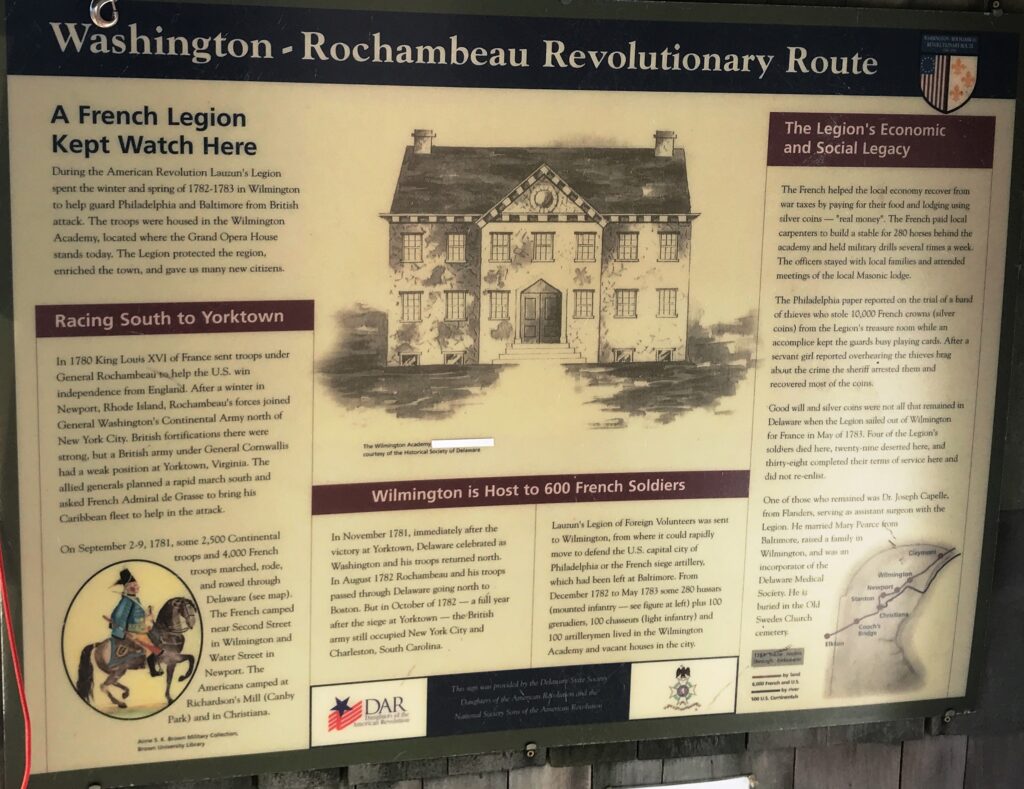 Washington - Rochambeau Revolutionary Route
WASHINGTON - ROCHAMBEAU
REVOLUTIONARY ROUTE
A French Legion
Kept Watch Here
During the American Revolution Lauzun's Legion
spent the winter and spring of 1782-1783 in Wilmington
to help guard Philadelphia and Baltimore from British
attack. The troops were housed in the Wilmington
Academy, located where the Grand Opera House
stands today. The Legion protected the region,
enriched the town, and gave us many new citizens.
Racing South to Yorktown
In 1780 King Louis XVI of France sent troops under
General Rochambeau to help the U.S. win
independence from England. After a winter in
Newport, Rhode Island, Rochambeau's forces joined
General Washington's Continental Army north of
New York City. British fortifications there were
strong, but a British army under General Cornwallis
had a weak position at Yorktown, Virginia. The
allied generals planned a rapid march south and
asked French Admiral de Grasse to bring his
Caribbean fleet to help in the attack.
On September 2-9, 1781, some 2,500 Continental
troops and 4,000 French
troops marched, rode,
and rowed through
Delaware (see map).
The French camped
near Second Street
in Wilmington and
Water Street in
Newport. The
Americans camped at
Richardson's Mill (Canby
Park) and in Christiana.
Anne S. K. Brown Military Collection,
Brown University Library
The Wilmington Academy
courtesy of the Historical Society of Delaware
Wilmington is Host to 600 French Soldiers
In November 1781, immediately after the
victory at Yorktown, Delaware celebrated as
Washington and his troops returned north.
In August 1782 Rochambeau and his troops
passed through Delaware going north to
Boston. But in October of 1782 — a full year
after the siege at Yorktown — the British
army still occupied New York City and
Charleston, South Carolina.
Lauzun's Legion of Foreign Volunteers was sent
to Wilmington, from where it could rapidly
move to defend the U.S. capital city of
Philadelphia or the French siege artillery,
which had been left at Baltimore. From
December 1782 to May 1783 some 280 hussars
(mounted infantry — see figure at left) plus 100
grenadiers, 100 chasseurs (light infantry) and
100 artillerymen lived in the Wilmington
Academy and vacant houses in the city.
DAR
Daughters of the
American Revolution
This sign was provided by the Delaware State Society
Daughters of the American Revolution and the
National Society Sons of the American Revolution
The Legion's Economic
and Social Legacy
The French helped the local economy recover from
war taxes by paying for their food and lodging using
silver coins — "real money". The French paid local
carpenters to build a stable for 280 horses behind the
academy and held military drills several times a week.
The officers stayed with local families and attended
meetings of the local Masonic lodge.
The Philadelphia paper reported on the trial of a band
of thieves who stole 10,000 French crowns (silver
coins) from the Legion's treasure room while an
accomplice kept the guards busy playing cards. After a
servant girl reported overhearing the thieves brag
about the crime the sheriff arrested them and
recovered most of the coins.
Good will and silver coins were not all that remained in
Delaware when the Legion sailed out of Wilmington
for France in May of 1783. Four of the Legion's
soldiers died here, twenty-nine deserted here, and
thirty-eight completed their terms of service here and
did not re-enlist.
One of those who remained was Dr. Joseph Capelle,
from Flanders, serving as assistant surgeon with the
Legion. He married Mary Pearce from
Baltimore, raised a family in
Wilmington, and was an
incorporator of the
Delaware Medical
Society. He is
buried in the Old
Swedes Church
cemetery.
Claymont
Wilmington
Newport
Stanton
Christiana
Cooch's
Bridge
Elkton
through Delaware
by land
4,000 French and U.S.
by river
500 U.S. Continentals